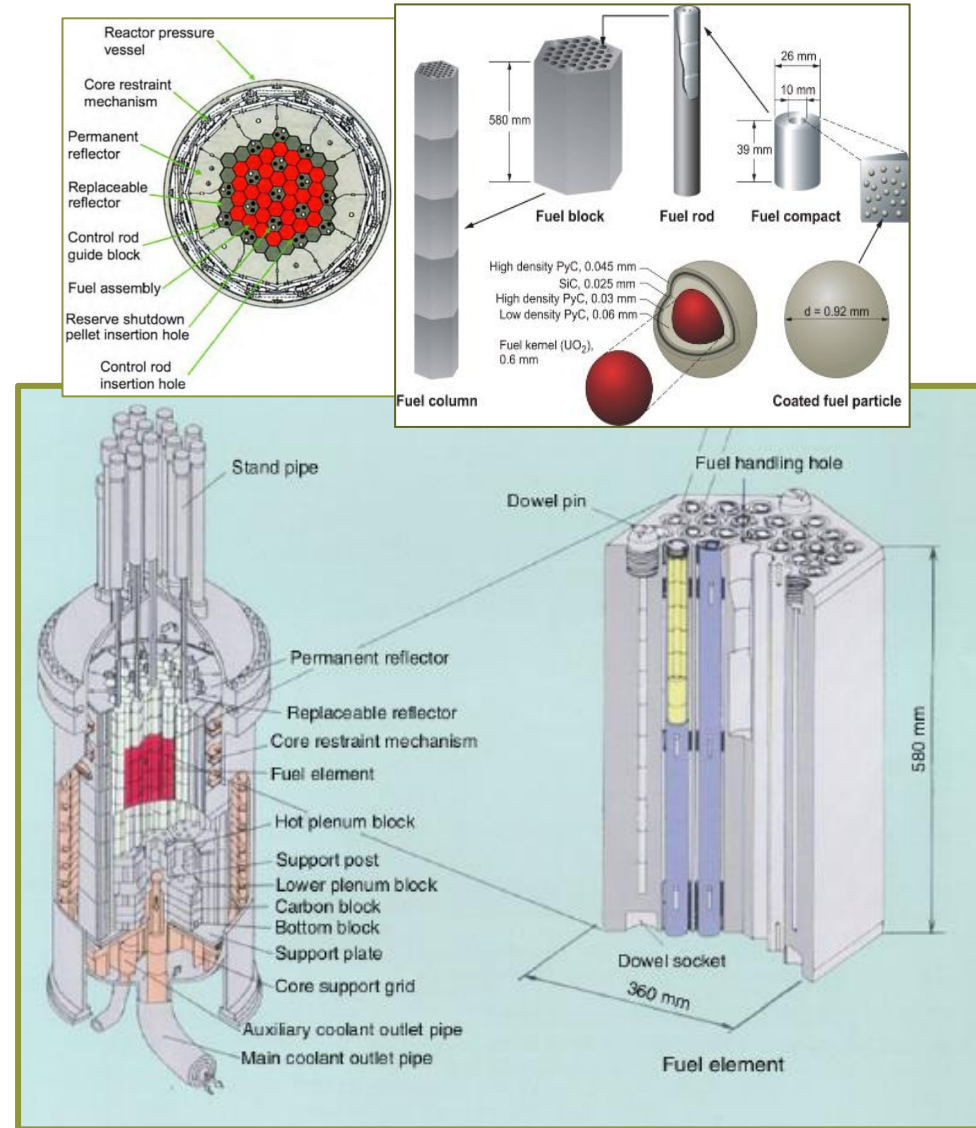 Reactor pressure
vessel
Core restraint
mechanism
Permanent
reflector
Replaceable
reflector
Control rod
guide block
Fuel assembly
Reserve shutdown
pellet insertion hole
Control rod
insertion hole
580 mm
Fuel block
Fuel rod
26 mm
10 mm
39 mm
Fuel compact
High density PyC, 0.045 mm
SiC, 0.025 mm
High density PyC, 0.03 mm
Low density PyC, 0.06 mm
Fuel kernel (UO2),
0.6 mm
d = 0.92 mm
Fuel column
Coated fuel particle
Stand pipe
Permanent reflector
Replaceable reflector
Core restraint mechanism
Fuel element
Hot plenum block
Support post
Lower plenum block
Carbon block
Bottom block
Support plate
Core support grid
Auxiliary coolant outlet pipe
Main coolant outlet pipe
Fuel handling hole
Dowel pin
580 mm
Dowel socket
360 mm
Fuel element